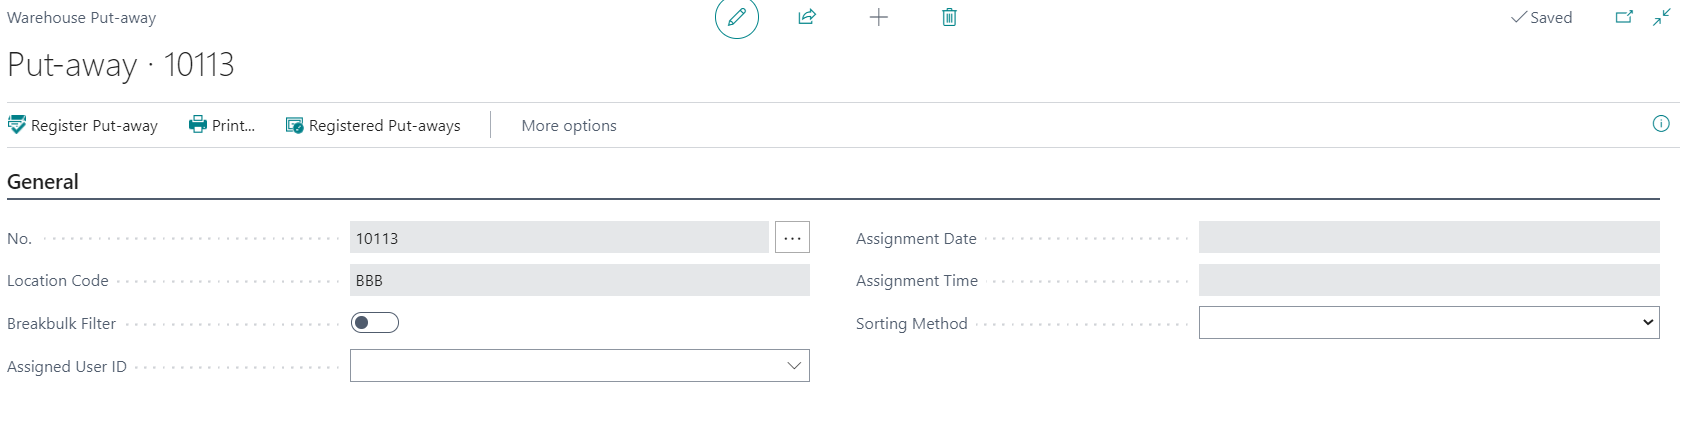 Warehouse Put-away
Saved
Put-away · 10113
Register Put-away Print... Registered Put-aways More options
General
No. 10113 Assignment Date
Location Code BBB Assignment Time
Breakbulk Filter Sorting Method
Assigned User ID